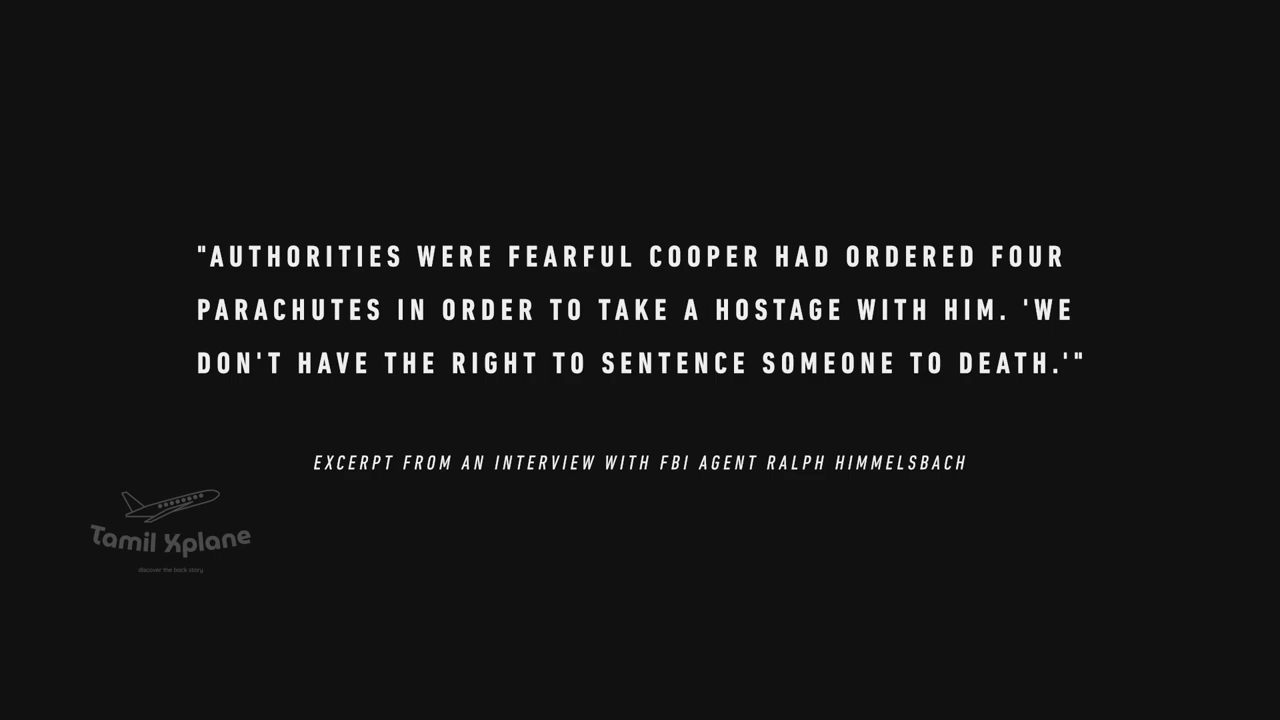 "AUTHORITIES WERE FEARFUL COOPER HAD ORDERED FOUR
PARACHUTES IN ORDER TO TAKE A HOSTAGE WITH HIM. 'WE
DON'T HAVE THE RIGHT TO SENTENCE SOMEONE TO DEATH.'"
EXCERPT FROM AN INTERVIEW WITH FBI AGENT RALPH HIMMELSBACH
Tamil Xplane
discover the back story